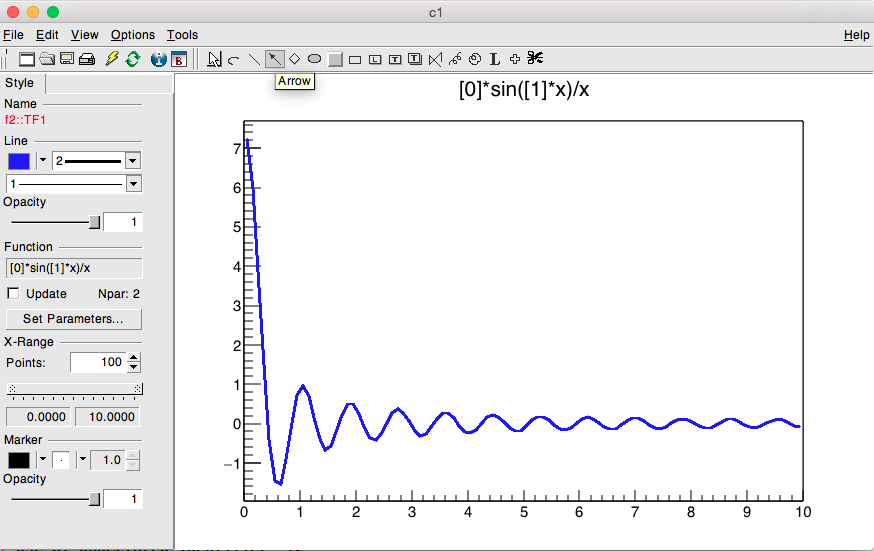 c1
File Edit View Options Tools Help
Arrow
Style
Name
f2::TF1
Line
2
1
Opacity
1
Function
[0]*sin([1]*x)/x
Update Npar: 2
Set Parameters...
X-Range
Points: 100
0.0000 10.0000
Marker
1.0
Opacity
1
[0]*sin([1]*x)/x
7
6
5
4
3
2
1
0
−1
0 1 2 3 4 5 6 7 8 9 10